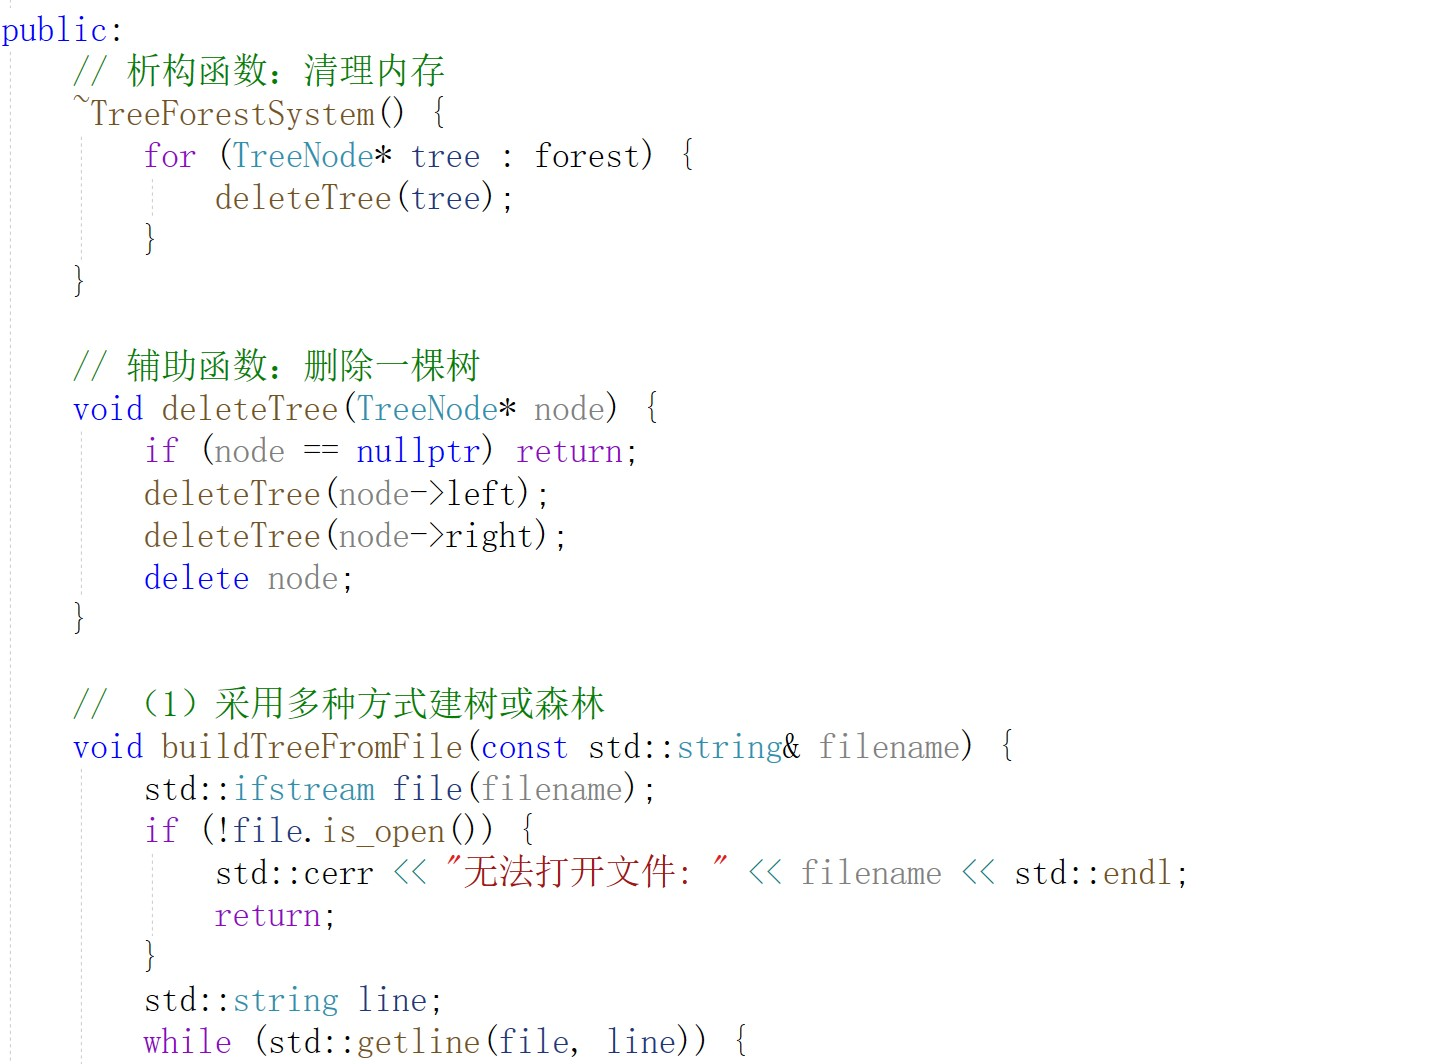 public:
    // 析构函数：清理内存
    ~TreeForestSystem() {
        for (TreeNode* tree : forest) {
            deleteTree(tree);
        }
    }

    // 辅助函数：删除一棵树
    void deleteTree(TreeNode* node) {
        if (node == nullptr) return;
        deleteTree(node->left);
        deleteTree(node->right);
        delete node;
    }

    // （1）采用多种方式建树或森林
    void buildTreeFromFile(const std::string& filename) {
        std::ifstream file(filename);
        if (!file.is_open()) {
            std::cerr << "无法打开文件: " << filename << std::endl;
            return;
        }
        std::string line;
        while (std::getline(file, line)) {